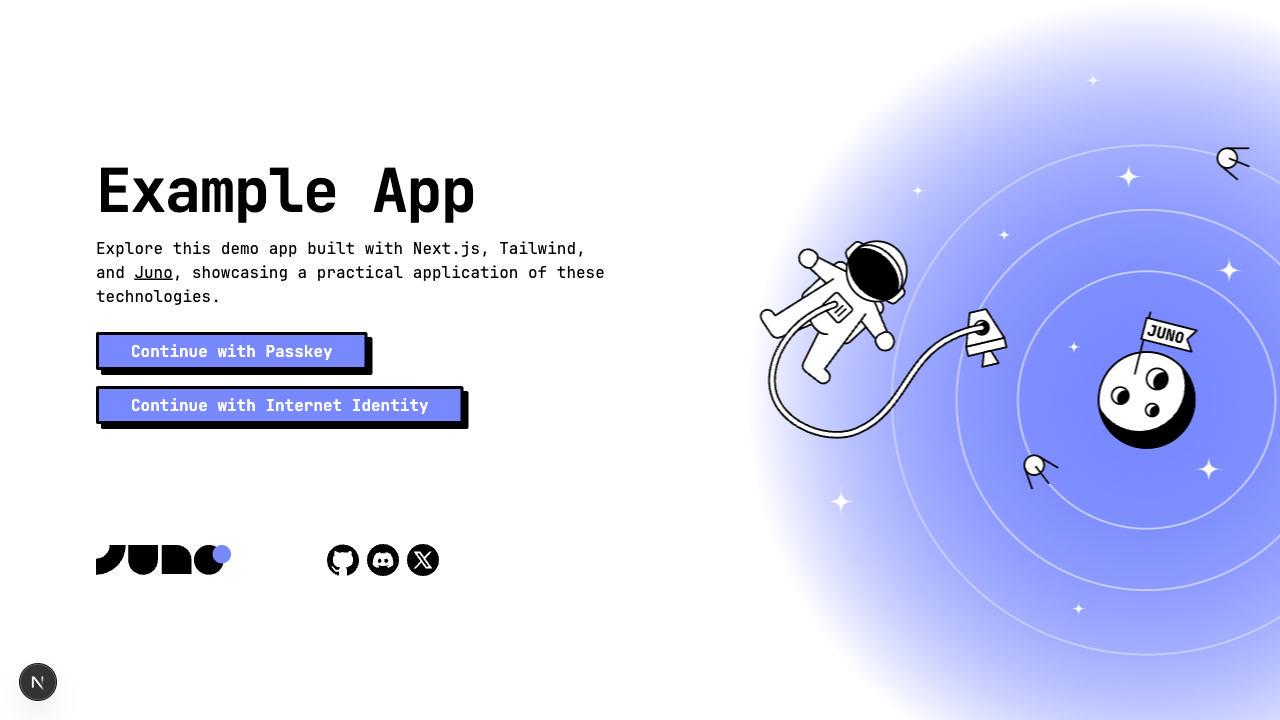 Example App
Explore this demo app built with Next.js, Tailwind,
and Juno, showcasing a practical application of these
technologies.
Continue with Passkey
Continue with Internet Identity
JUNO
JUNO
N